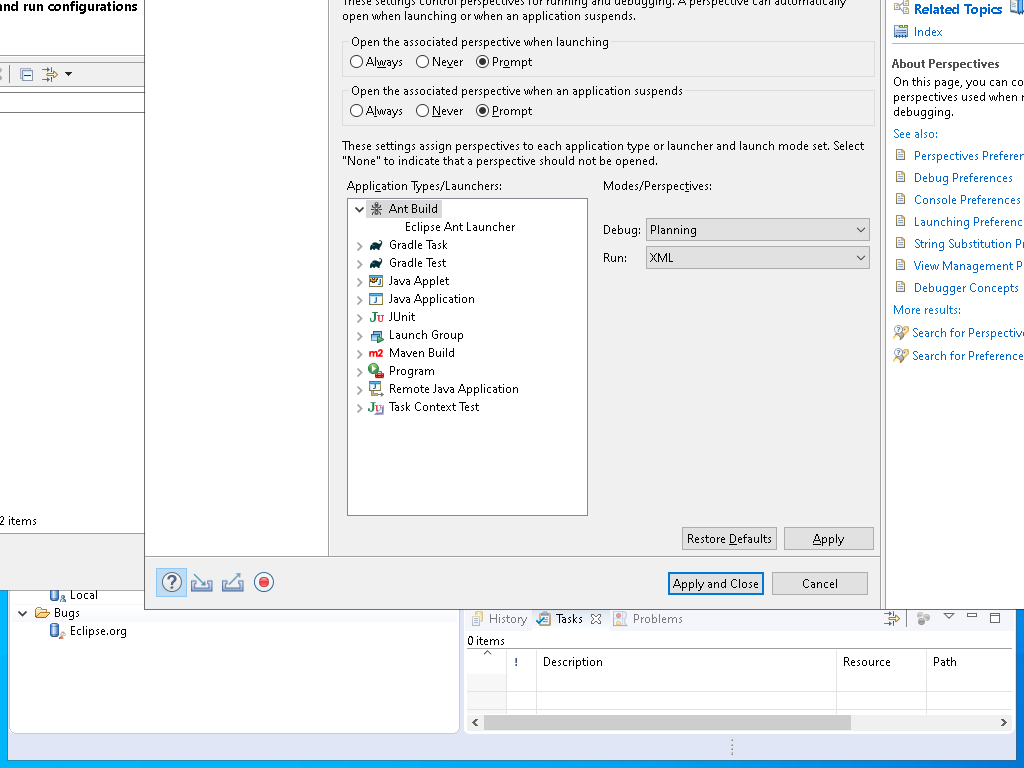 and run configurations
2 items
These settings control perspectives for running and debugging. A perspective can automatically
open when launching or when an application suspends.
Open the associated perspective when launching
Always
Never
Prompt
Open the associated perspective when an application suspends
Always
Never
Prompt
These settings assign perspectives to each application type or launcher and launch mode set. Select
"None" to indicate that a perspective should not be opened.
Application Types/Launchers:
Modes/Perspectives:
Ant Build
Eclipse Ant Launcher
Gradle Task
Gradle Test
Java Applet
Java Application
JUnit
Launch Group
Maven Build
Program
Remote Java Application
Task Context Test
Debug:
Planning
Run:
XML
Restore Defaults
Apply
Apply and Close
Cancel
Related Topics
Index
About Perspectives
On this page, you can co
perspectives used when r
debugging.
See also:
Perspectives Preferen
Debug Preferences
Console Preferences
Launching Preferenc
String Substitution Pr
View Management P
Debugger Concepts
More results:
Search for Perspective
Search for Preference
Local
Bugs
Eclipse.org
History
Tasks
Problems
0 items
!
Description
Resource
Path